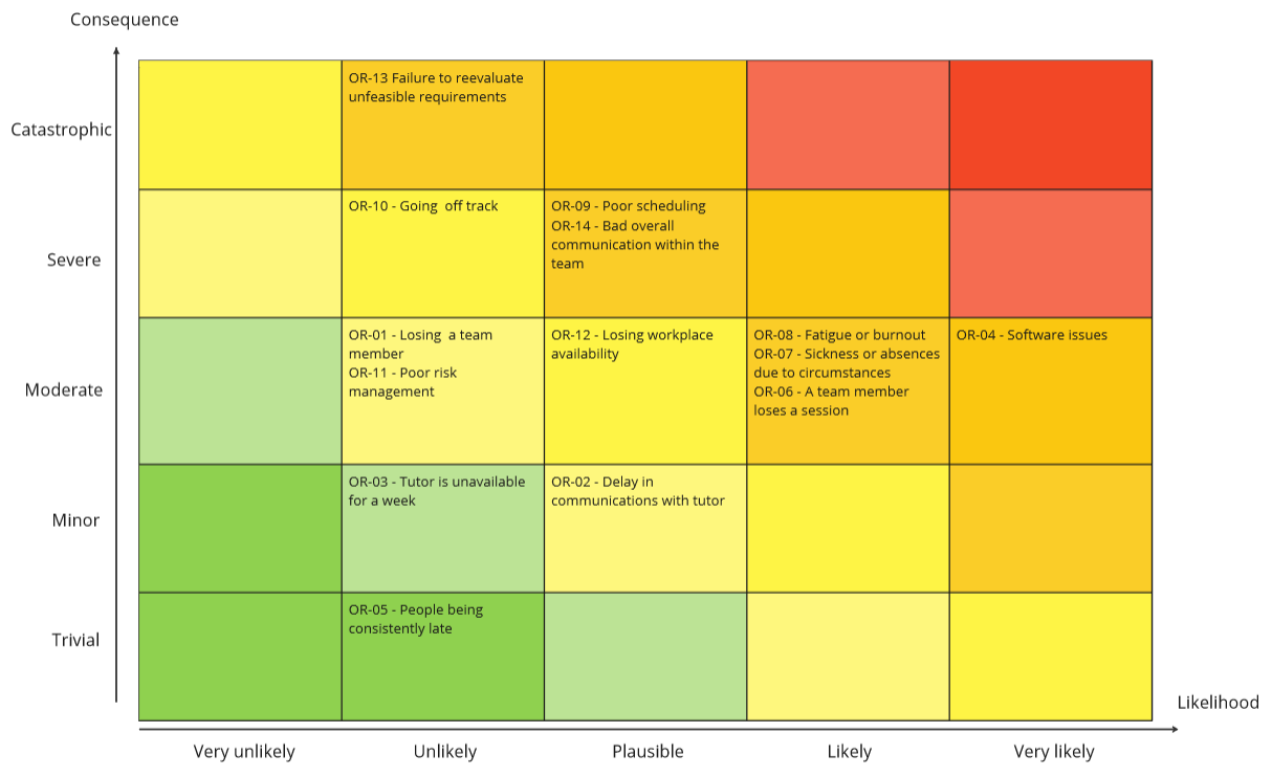 Consequence
Catastrophic
OR-13 Failure to reevaluate
unfeasible requirements
Severe
OR-10 - Going  off track
OR-09 - Poor scheduling
OR-14 - Bad overall
communication within the
team
Moderate
OR-01 - Losing  a team
member
OR-11 - Poor risk
management
OR-12 - Losing workplace
availability
OR-08 - Fatigue or burnout
OR-07 - Sickness or absences
due to circumstances
OR-06 - A team member
loses a session
OR-04 - Software issues
Minor
OR-03 - Tutor is unavailable
for a week
OR-02 - Delay in
communications with tutor
Trivial
OR-05 - People being
consistently late
Likelihood
Very unlikely
Unlikely
Plausible
Likely
Very likely